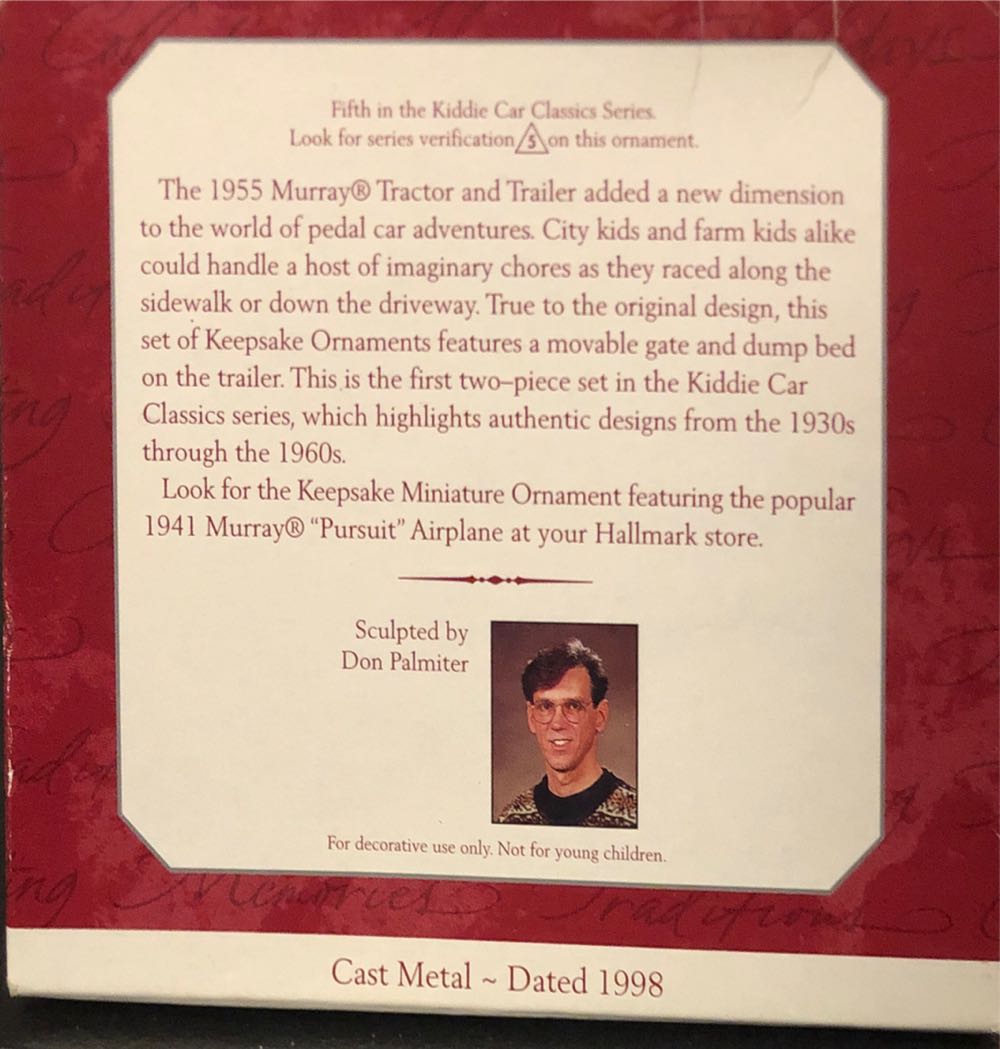 Fifth in the Kiddie Car Classics Series.
Look for series verification 5 on this ornament.
The 1955 Murray® Tractor and Trailer added a new dimension
to the world of pedal car adventures. City kids and farm kids alike
could handle a host of imaginary chores as they raced along the
sidewalk or down the driveway. True to the original design, this
set of Keepsake Ornaments features a movable gate and dump bed
on the trailer. This is the first two-piece set in the Kiddie Car
Classics series, which highlights authentic designs from the 1930s
through the 1960s.
Look for the Keepsake Miniature Ornament featuring the popular
1941 Murray® “Pursuit” Airplane at your Hallmark store.
Sculpted by
Don Palmiter
For decorative use only. Not for young children.
Memories Traditions
Cast Metal ~ Dated 1998